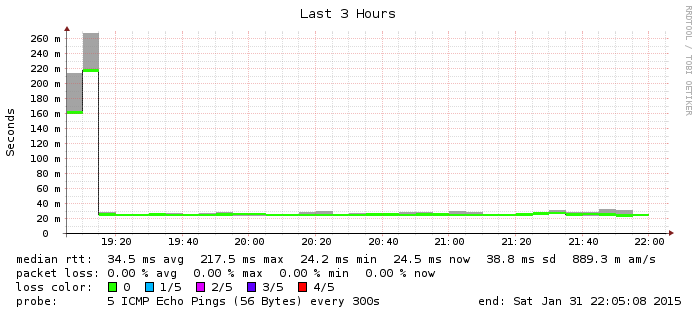 Last 3 Hours
RRDTOOL / TOBI OETIKER
Seconds
260 m
240 m
220 m
200 m
180 m
160 m
140 m
120 m
100 m
80 m
60 m
40 m
20 m
0
19:20 19:40 20:00 20:20 20:40 21:00 21:20 21:40 22:00
median rtt: 34.5 ms avg 217.5 ms max 24.2 ms min 24.5 ms now 38.8 ms sd 889.3 m am/s
packet loss: 0.00 % avg 0.00 % max 0.00 % min 0.00 % now
loss color: 0 1/5 2/5 3/5 4/5
probe: 5 ICMP Echo Pings (56 Bytes) every 300s end: Sat Jan 31 22:05:08 2015